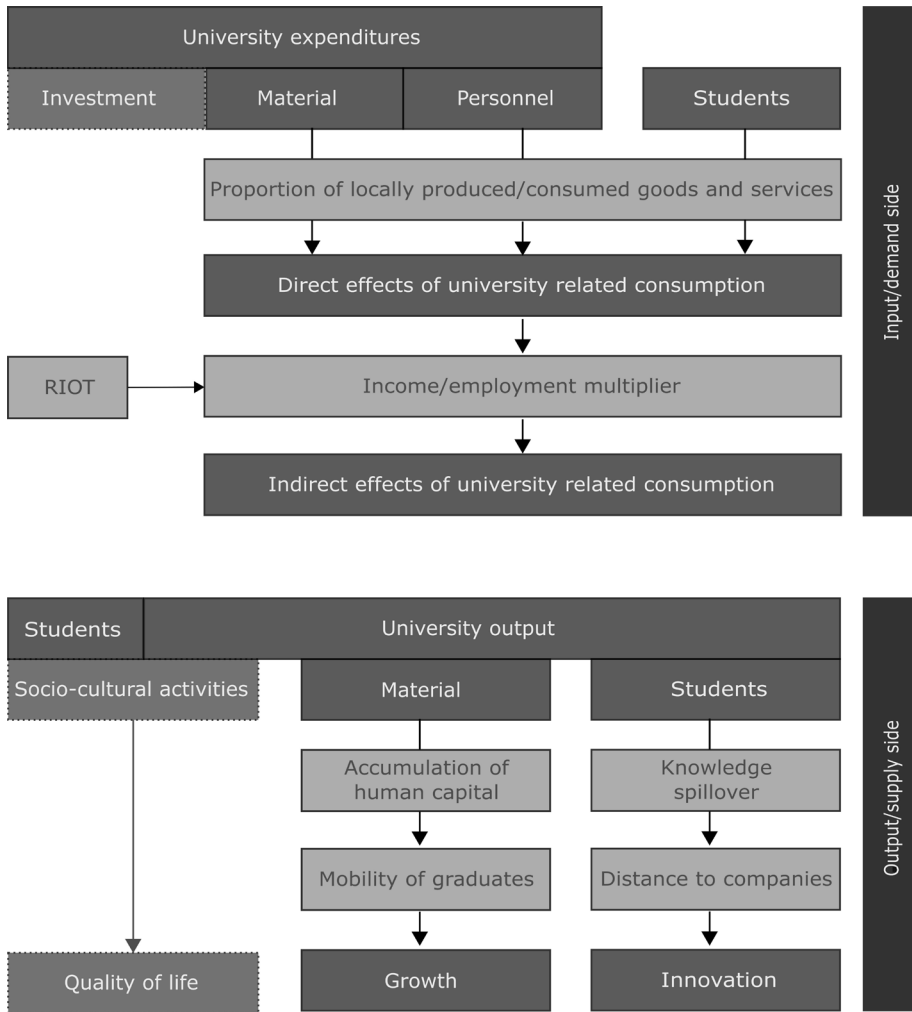 University expenditures
Investment
Material
Personnel
Students
Proportion of locally produced/consumed goods and services
Direct effects of university related consumption
RIOT
Income/employment multiplier
Indirect effects of university related consumption
Input/demand side
Students
University output
Socio-cultural activities
Material
Students
Accumulation of
human capital
Knowledge
spillover
Mobility of graduates
Distance to companies
Quality of life
Growth
Innovation
Output/supply side